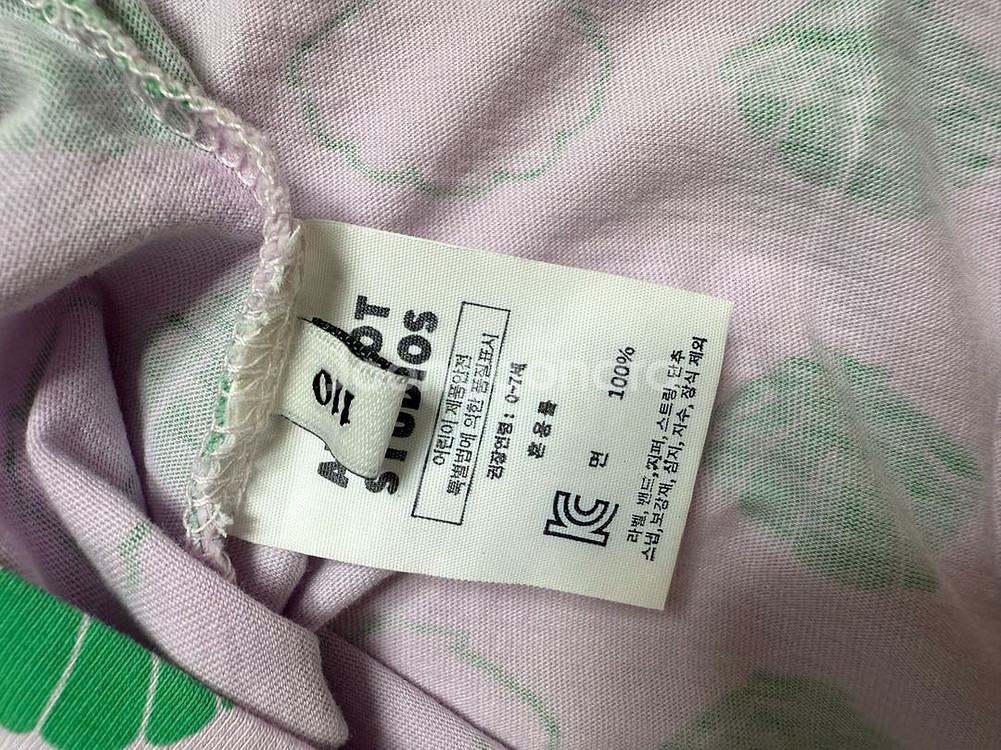 STUDIOS
110
어린이 제품안전
특별법에 의한 품질표시
권장연령 : 0~7세
혼용률
면 100%
라벨, 밴드, 지퍼, 스트링, 단추
스냅, 보강재, 심지, 자수, 장식 제외